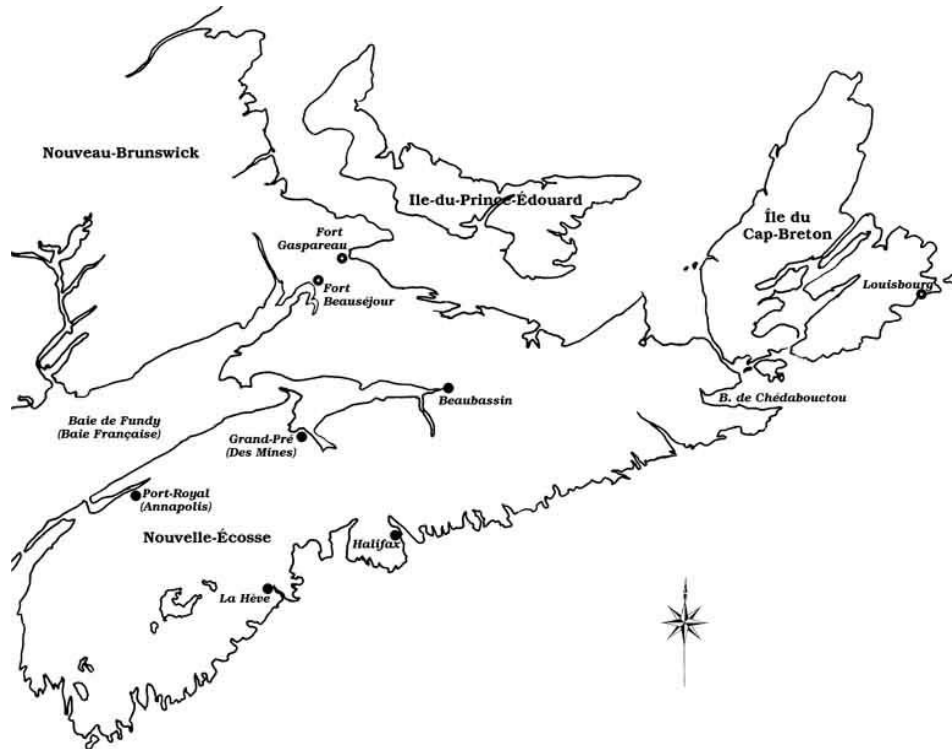 Nouveau-Brunswick
Ile-du-Prince-Édouard
Île du
Cap-Breton
Fort
Gaspareau
Fort
Beauséjour
Louisbourg
Beaubassin
B. de Chédabouctou
Baie de Fundy
(Baie Française)
Grand-Pré
(Des Mines)
Port-Royal
(Annapolis)
Nouvelle-Écosse
Halifax
La Hève